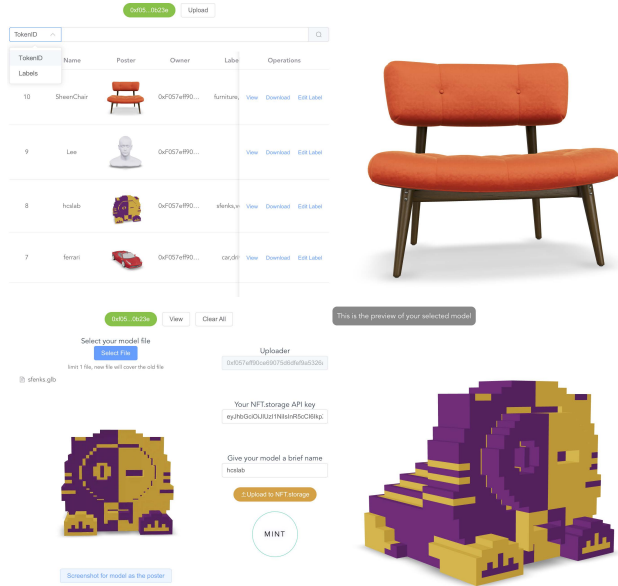 0xf05...0b23e Upload
TokenID
TokenID
Labels
Name Poster Owner Labe Operations
10 SheenChair 0xF057eff90... furniture, View Download Edit Label
9 Lee 0xF057eff90... View Download Edit Label
8 hcslab 0xF057eff90... sfenks,v View Download Edit Label
7 ferrari 0xF057eff90... car,dri View Download Edit Label
0xf05...0b23e View Clear All
This is the preview of your selected model
Select your model file
Select File
limit 1 file, new file will cover the old file
sfenks.glb
Uploader
Your NFT.storage API key
Give your model a brief name
hcslab
Upload to NFT.storage
MINT
Screenshot for model as the poster